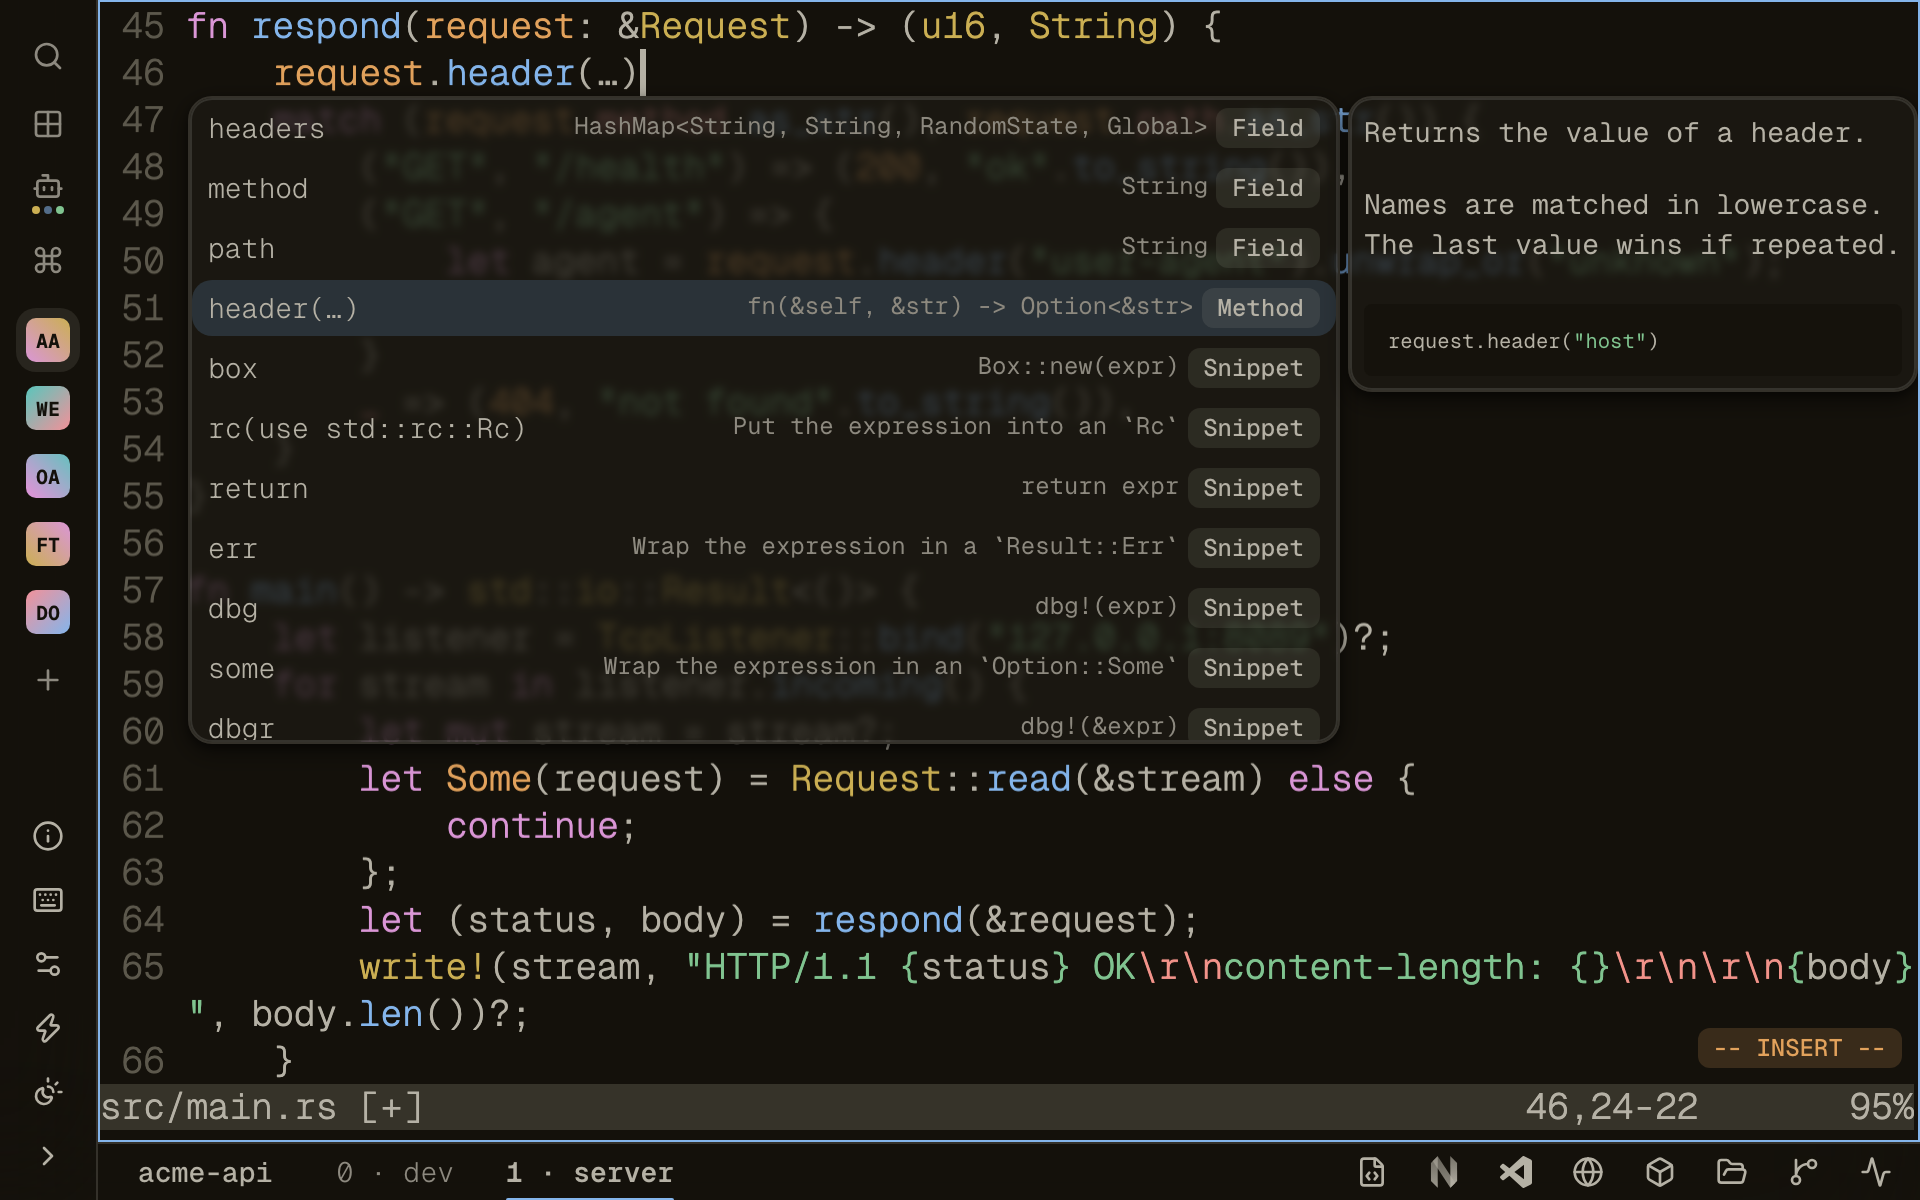 45 fn respond(request: &Request) -> (u16, String) {
46 request.header(…)
47
48
49
50
51
52
53
54
55
56
57
58 )?;
59
60
headers HashMap<String, String, RandomState, Global> Field
method String Field
path String Field
header(…) fn(&self, &str) -> Option<&str> Method
box Box::new(expr) Snippet
rc(use std::rc::Rc) Put the expression into an `Rc` Snippet
return return expr Snippet
err Wrap the expression in a `Result::Err` Snippet
dbg dbg!(expr) Snippet
some Wrap the expression in an `Option::Some` Snippet
dbgr dbg!(&expr) Snippet
Returns the value of a header.
Names are matched in lowercase.
The last value wins if repeated.
request.header("host")
61 let Some(request) = Request::read(&stream) else {
62 continue;
63 };
64 let (status, body) = respond(&request);
65 write!(stream, "HTTP/1.1 {status} OK\r\ncontent-length: {}\r\n\r\n{body}
", body.len())?;
66 }
-- INSERT --
src/main.rs [+] 46,24-22 95%
AA
WE
OA
FT
DO
acme-api 0 · dev 1 · server